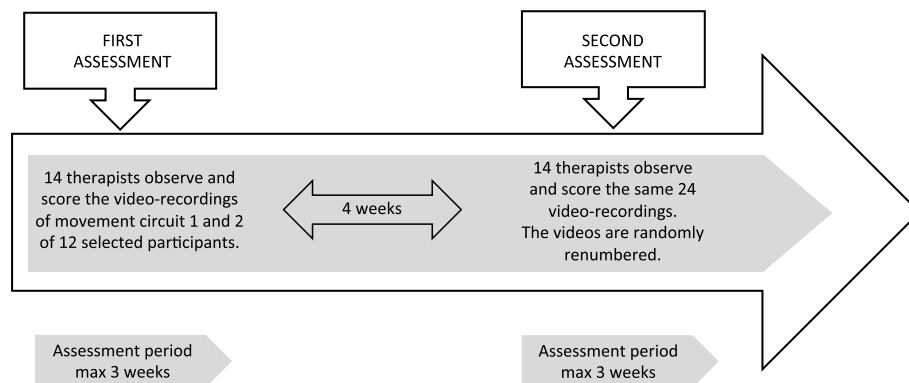 FIRST
ASSESSMENT
SECOND
ASSESSMENT
14 therapists observe and
score the video-recordings
of movement circuit 1 and 2
of 12 selected participants.
4 weeks
14 therapists observe
and score the same 24
video-recordings.
The videos are randomly
renumbered.
Assessment period
max 3 weeks
Assessment period
max 3 weeks